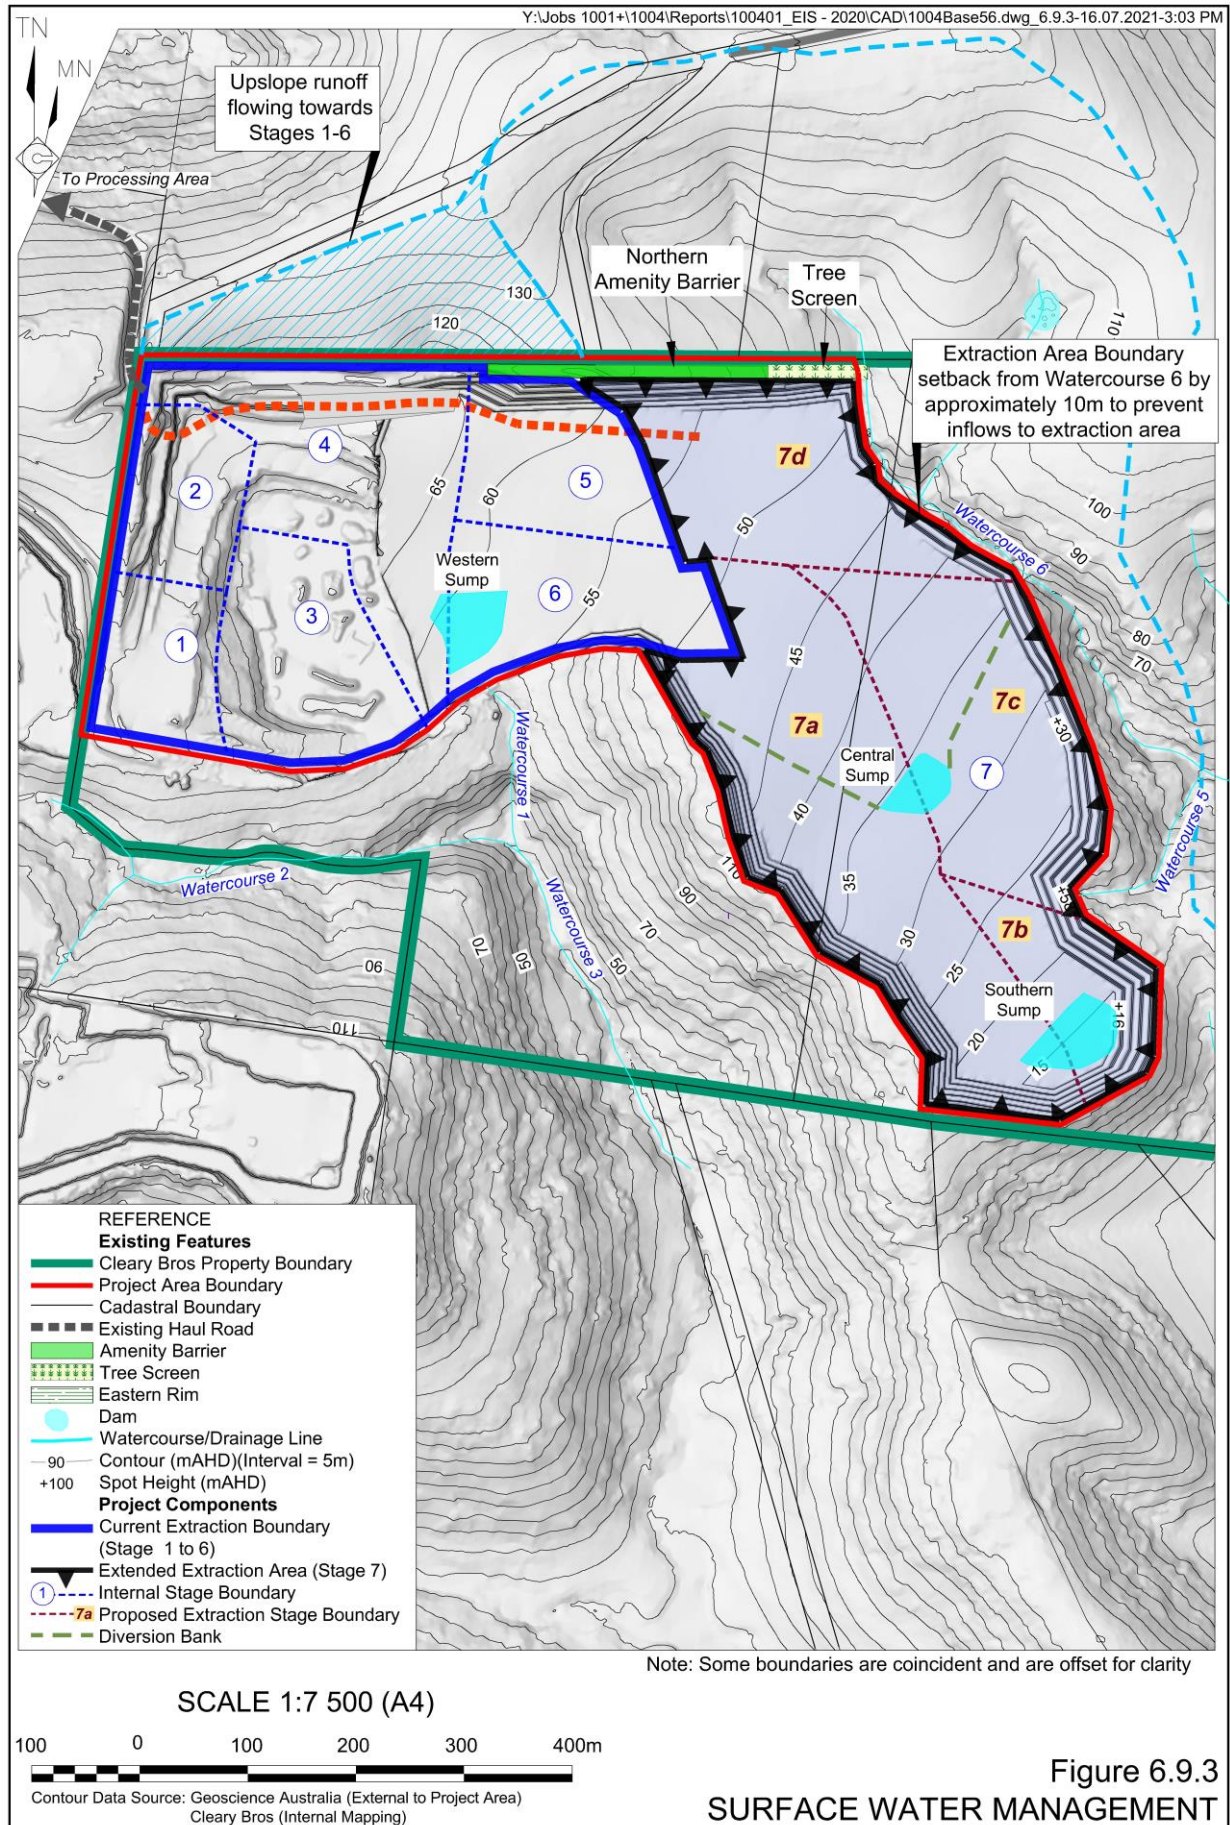 Y:\Jobs 1001+\1004\Reports\100401_EIS - 2020\CAD\1004Base56.dwg_6.9.3-16.07.2021-3:03 PM
TN
MN
Upslope runoff
flowing towards
Stages 1-6
To Processing Area
Northern
Amenity Barrier
Tree
Screen
130
120
110
Extraction Area Boundary
setback from Watercourse 6 by
approximately 10m to prevent
inflows to extraction area
4
2
5
7d
65
60
50
100
Watercourse 6
90
Western
Sump
6
55
3
1
80
70
45
7a
7c
+30
Central
Sump
7
Watercourse 1
40
Watercourse 5
110
Watercourse 2
Watercourse 3
90
35
70
7b
30
70
50
50
25
90
Southern
Sump
+16
110
20
15
REFERENCE
Existing Features
Cleary Bros Property Boundary
Project Area Boundary
Cadastral Boundary
Existing Haul Road
Amenity Barrier
Tree Screen
Eastern Rim
Dam
Watercourse/Drainage Line
90 Contour (mAHD)(Interval = 5m)
+100 Spot Height (mAHD)
Project Components
Current Extraction Boundary
(Stage 1 to 6)
Extended Extraction Area (Stage 7)
1 Internal Stage Boundary
7a Proposed Extraction Stage Boundary
Diversion Bank
Note: Some boundaries are coincident and are offset for clarity
SCALE 1:7 500 (A4)
100 0 100 200 300 400m
Contour Data Source: Geoscience Australia (External to Project Area)
Cleary Bros (Internal Mapping)
Figure 6.9.3
SURFACE WATER MANAGEMENT